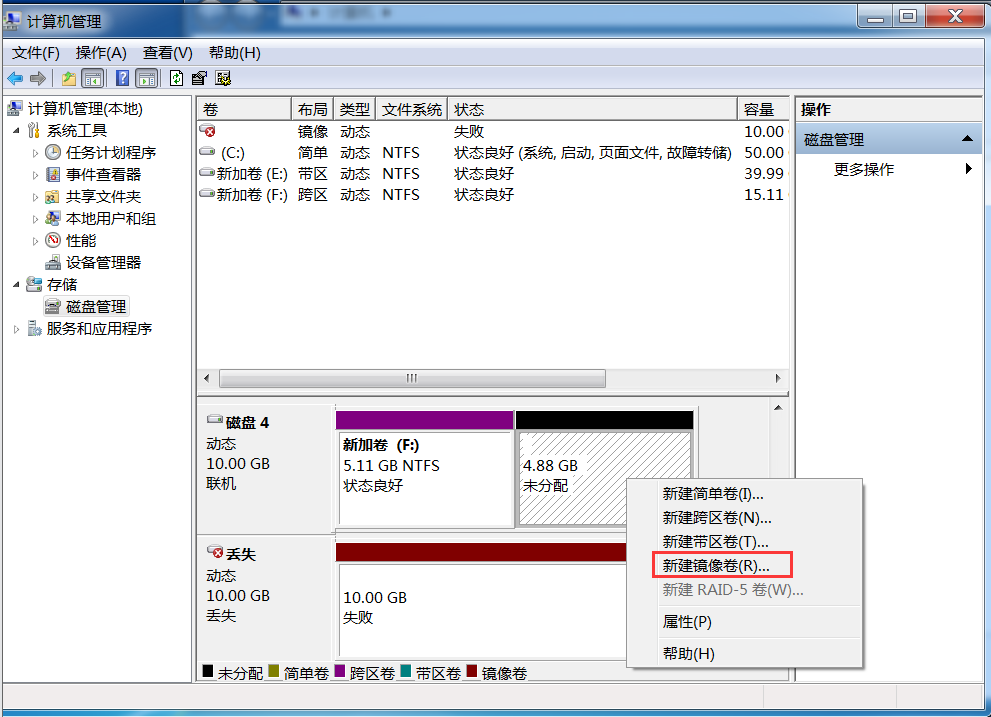 计算机管理
文件(F) 操作(A) 查看(V) 帮助(H)
计算机管理(本地)
系统工具
任务计划程序
事件查看器
共享文件夹
本地用户和组
性能
设备管理器
存储
磁盘管理
服务和应用程序
卷 布局 类型 文件系统 状态 容量
镜像 动态 失败 10.00
(C:) 简单 动态 NTFS 状态良好 (系统, 启动, 页面文件, 故障转储) 50.00
新加卷 (E:) 带区 动态 NTFS 状态良好 39.99
新加卷 (F:) 跨区 动态 NTFS 状态良好 15.11
操作
磁盘管理
更多操作
磁盘 4
动态
10.00 GB
联机
新加卷 (F:)
5.11 GB NTFS
状态良好
4.88 GB
未分配
丢失
动态
10.00 GB
丢失
10.00 GB
失败
新建简单卷(I)...
新建跨区卷(N)...
新建带区卷(T)...
新建镜像卷(R)...
新建 RAID-5 卷(W)...
属性(P)
帮助(H)
未分配 简单卷 跨区卷 带区卷 镜像卷